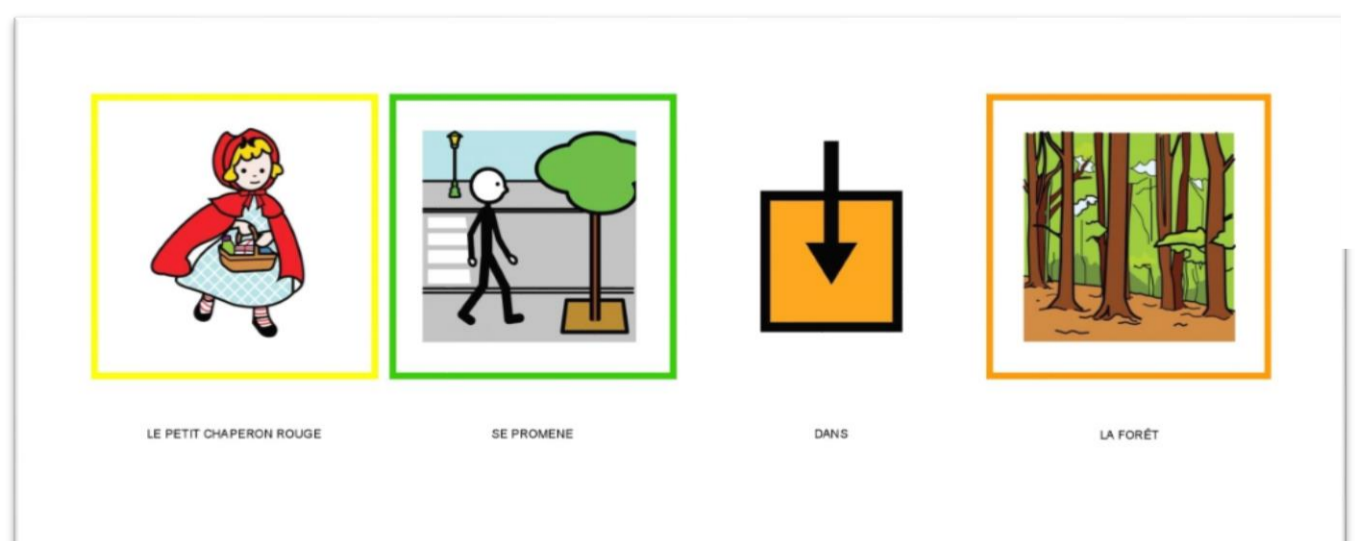 LE PETIT CHAPERON ROUGE
SE PROMENE
DANS
LA FORÊT